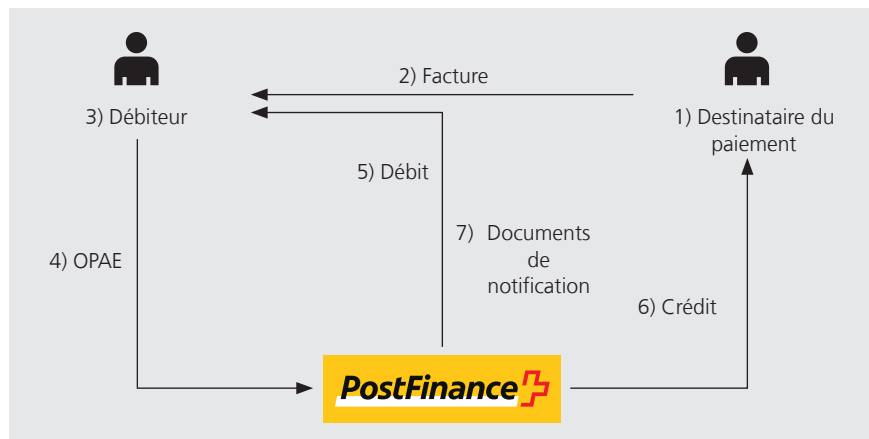 2) Facture
3) Débiteur
1) Destinataire du
paiement
5) Débit
4) OPAE
7) Documents
de
notification
6) Crédit
PostFinance